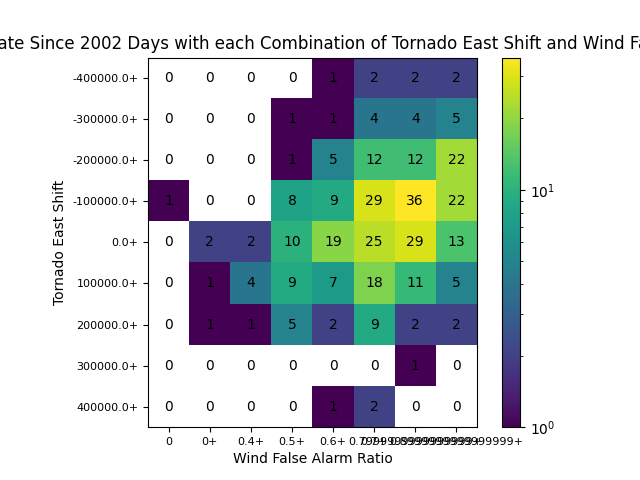 ate Since 2002 Days with each Combination of Tornado East Shift and Wind Fa
-400000.0+ 0 0 0 0 1 2 2 2
-300000.0+ 0 0 0 1 1 4 4 5
-200000.0+ 0 0 0 1 5 12 12 22
-100000.0+ 1 0 0 8 9 29 36 22
0.0+ 0 2 2 10 19 25 29 13
100000.0+ 0 1 4 9 7 18 11 5
200000.0+ 0 1 1 5 2 9 2 2
300000.0+ 0 0 0 0 0 0 1 0
400000.0+ 0 0 0 0 1 2 0 0
0 0+ 0.4+ 0.5+ 0.6+
Wind False Alarm Ratio
Tornado East Shift
10^1
10^0